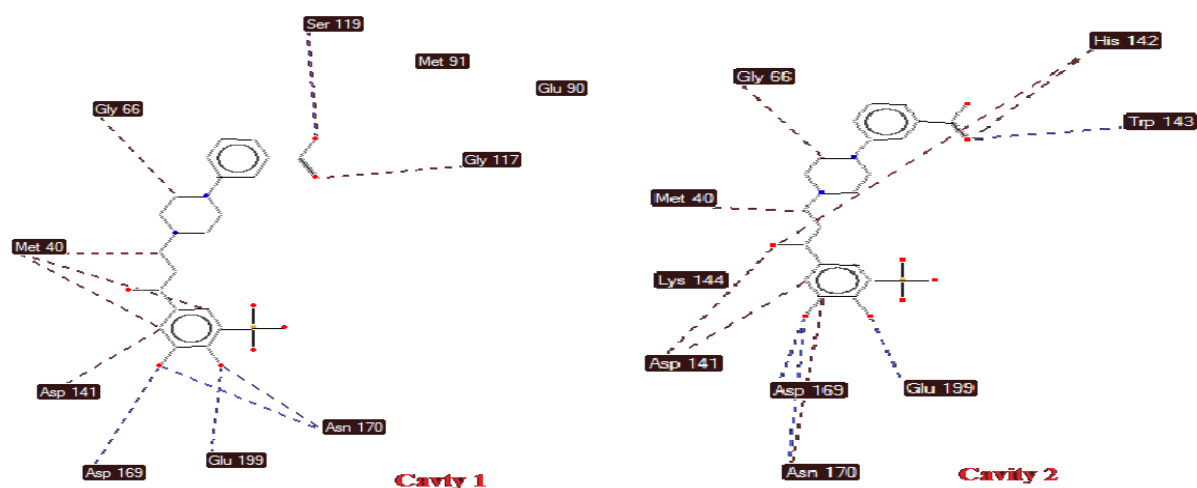 Ser 119
Met 91
Glu 90
Gly 66
Gly 117
Met 40
Asp 141
Asn 170
Glu 199
Asp 169
Cavty 1
His 142
Gly 66
Trp 143
Met 40
Lys 144
Asp 141
Asp 169
Glu 199
Asn 170
Cavity 2